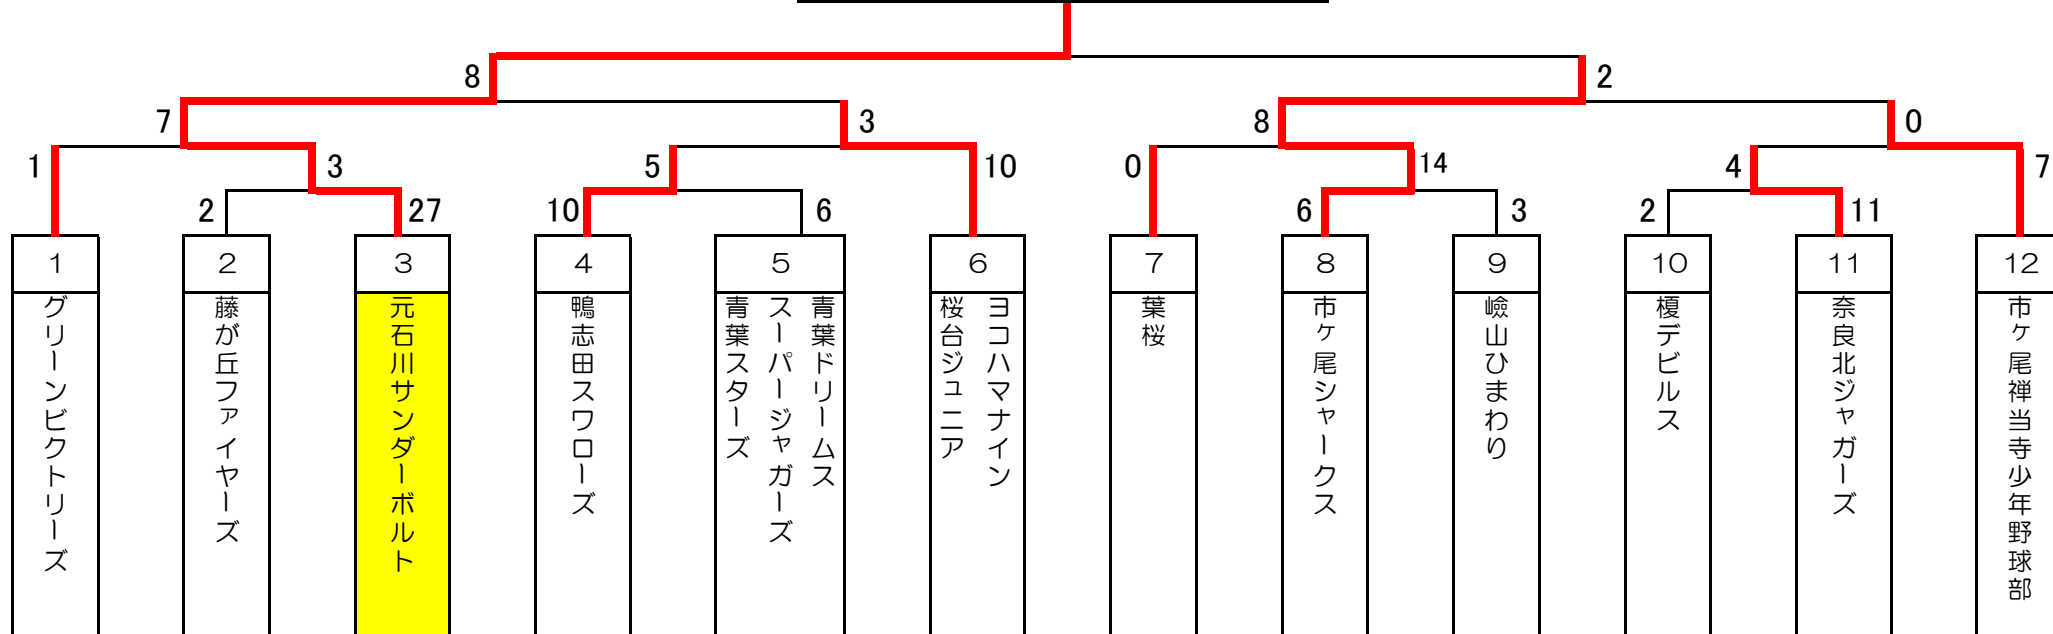 8
2
7
3
8
0
1
3
5
10
0
14
4
7
2
27
10
6
6
3
2
11
1
2
3
4
5
6
7
8
9
10
11
12
グリーンビクトリーズ
藤が丘ファイヤーズ
元石川サンダーボルト
鴨志田スワローズ
青葉ドリームス
スーパージャガーズ
青葉スターズ
ヨコハマナイン
桜台ジュニア
葉桜
市ヶ尾シャークス
嶮山ひまわり
榎デビルス
奈良北ジャガーズ
市ヶ尾禅当寺少年野球部